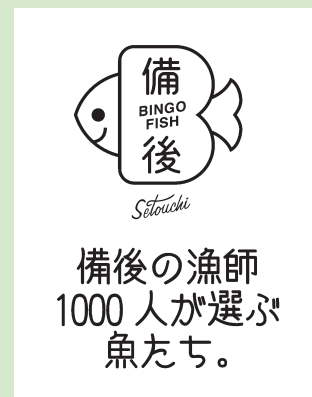 備
BINGO
FISH
後
Setouchi
備後の漁師
1000人が選ぶ
魚たち。